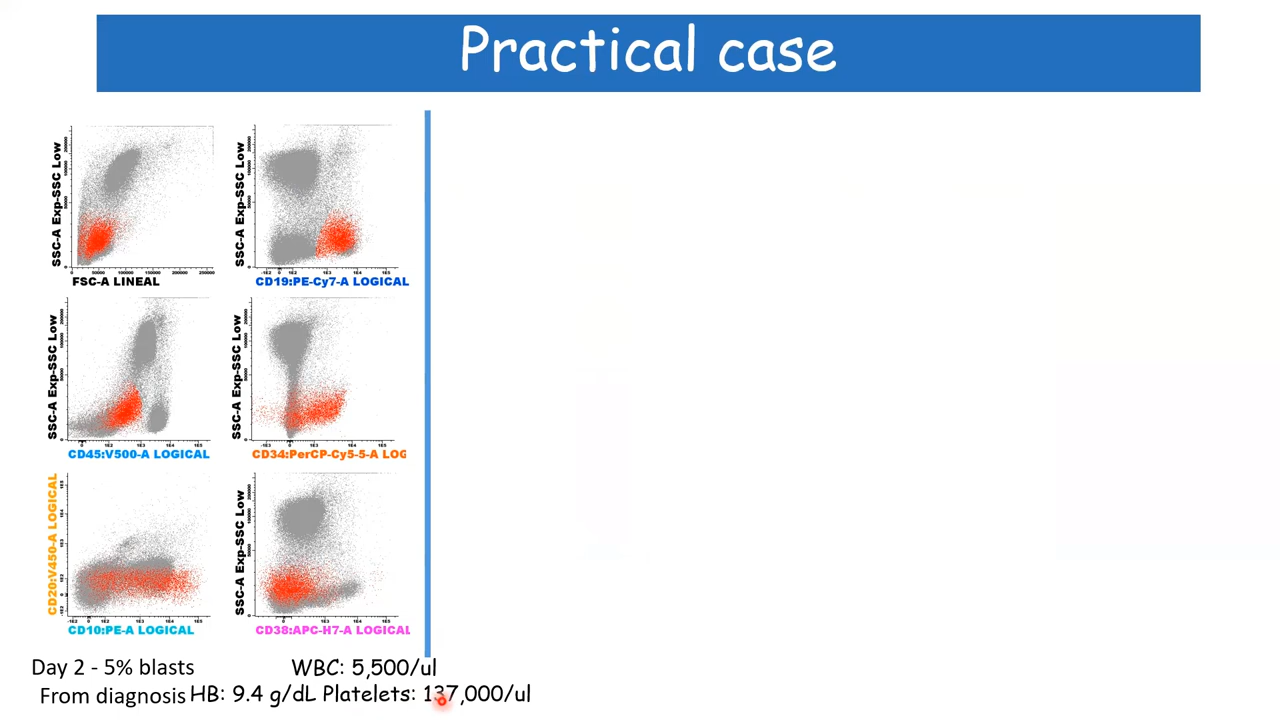 Practical case
SSC-A Exp-SSC Low
FSC-A LINEAL
SSC-A Exp-SSC Low
CD19:PE-Cy7-A LOGICAL
SSC-A Exp-SSC Low
CD45:V500-A LOGICAL
SSC-A Exp-SSC Low
CD34:PerCP-Cy5-5-A LOG
CD20:V450-A LOGICAL
CD10:PE-A LOGICAL
SSC-A Exp-SSC Low
CD38:APC-H7-A LOGICAL
Day 2 - 5% blasts
WBC: 5,500/ul
From diagnosis
HB: 9.4 g/dL Platelets: 137,000/ul